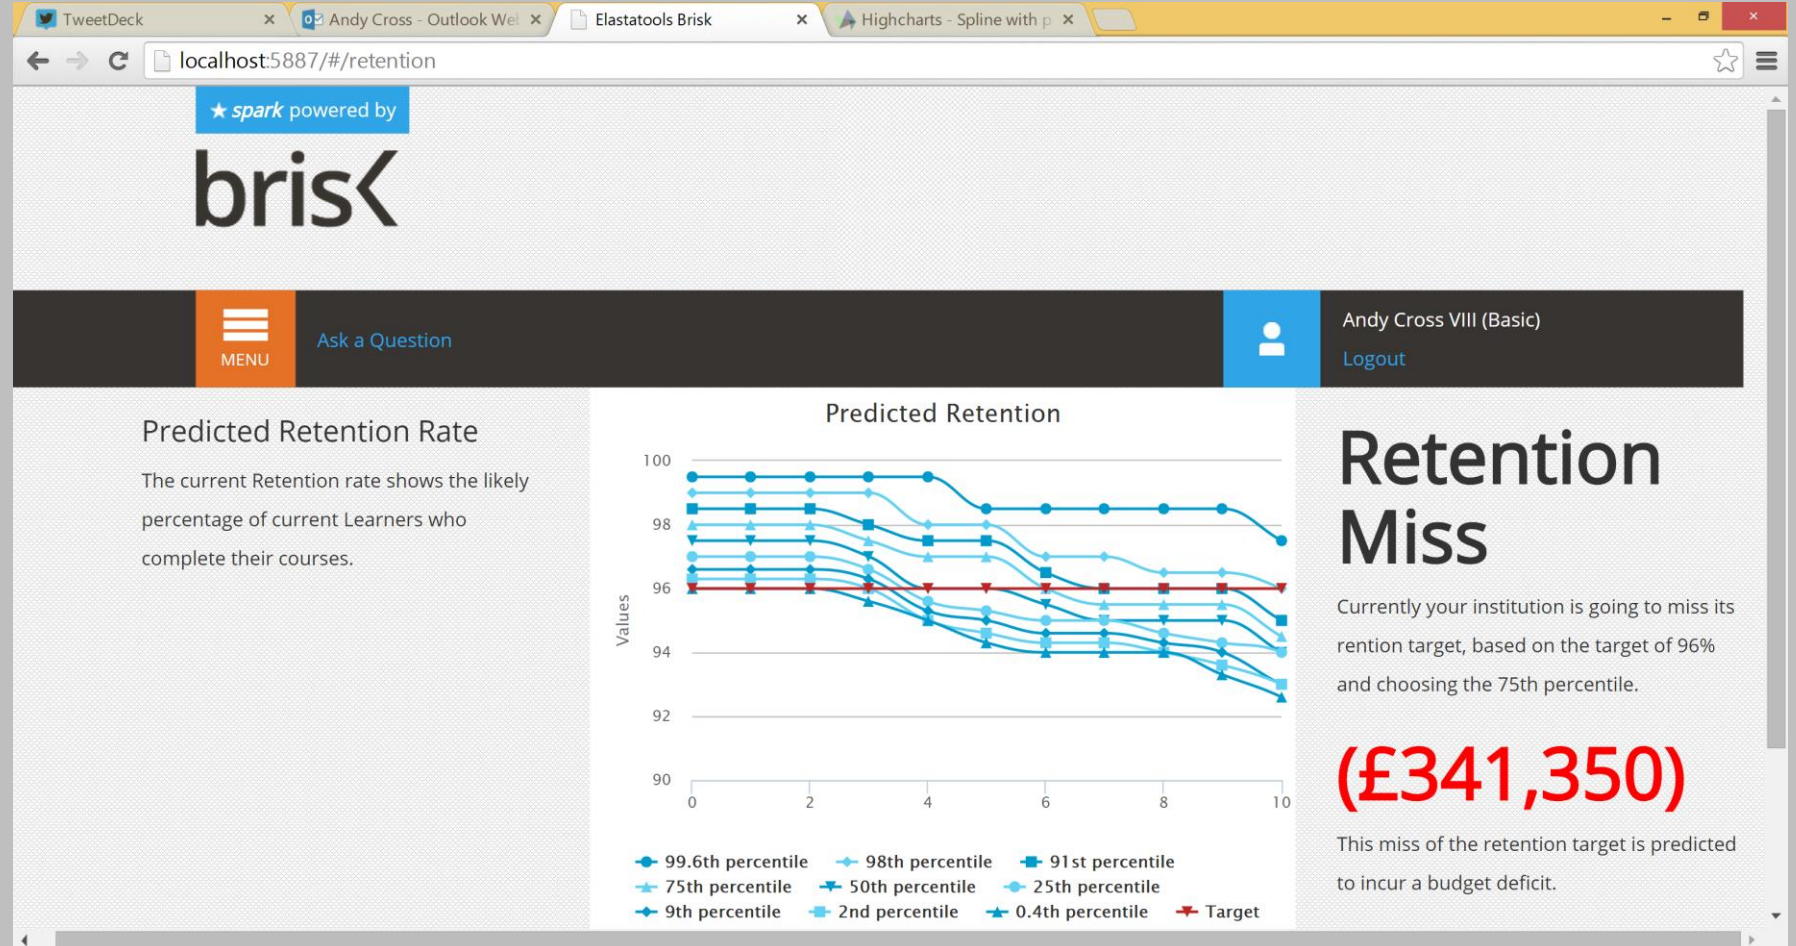 TweetDeck
Andy Cross - Outlook Wel
Elastatools Brisk
Highcharts - Spline with p
localhost:5887/#/retention
★ spark powered by
brisk
MENU
Ask a Question
Andy Cross VIII (Basic)
Logout
Predicted Retention Rate
The current Retention rate shows the likely
percentage of current Learners who
complete their courses.
Predicted Retention
100
98
96
94
92
90
Values
0 2 4 6 8 10
99.6th percentile 98th percentile 91st percentile
75th percentile 50th percentile 25th percentile
9th percentile 2nd percentile 0.4th percentile Target
Retention
Miss
Currently your institution is going to miss its
rention target, based on the target of 96%
and choosing the 75th percentile.
(£341,350)
This miss of the retention target is predicted
to incur a budget deficit.